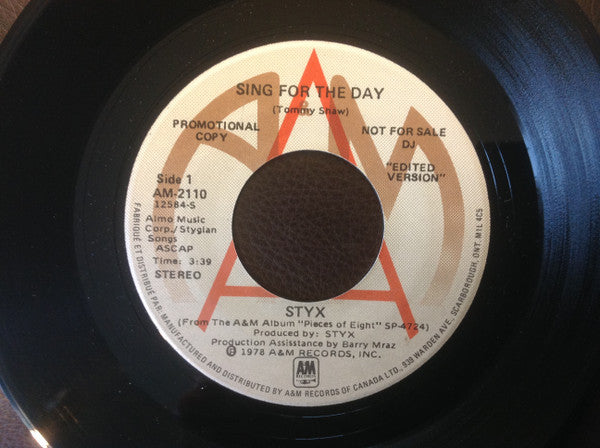 SING FOR THE DAY
(Tommy Snaw)
PROMOTIONAL
COPY
NOT FOR SALE
DJ
"EDITED
VERSION"
Side 1
AM-2110
12584-S
Almo Music
Corp./Stygian
Songs
ASCAP
Time: 3:39
STEREO
STYX
(From The A&M Album "Pieces of Eight" SP-4724)
Produced by: STYX
Production Assisstance by Barry Mraz
℗ © 1978 A&M RECORDS, INC.
A&M
RECORDS
FABRIQUÉ ET DISTRIBUÉ PAR: MANUFACTURED AND DISTRIBUTED BY A&M RECORDS OF CANADA LTD., 939 WARDEN AVE. SCARBOROUGH, ONT. M1L 4C5